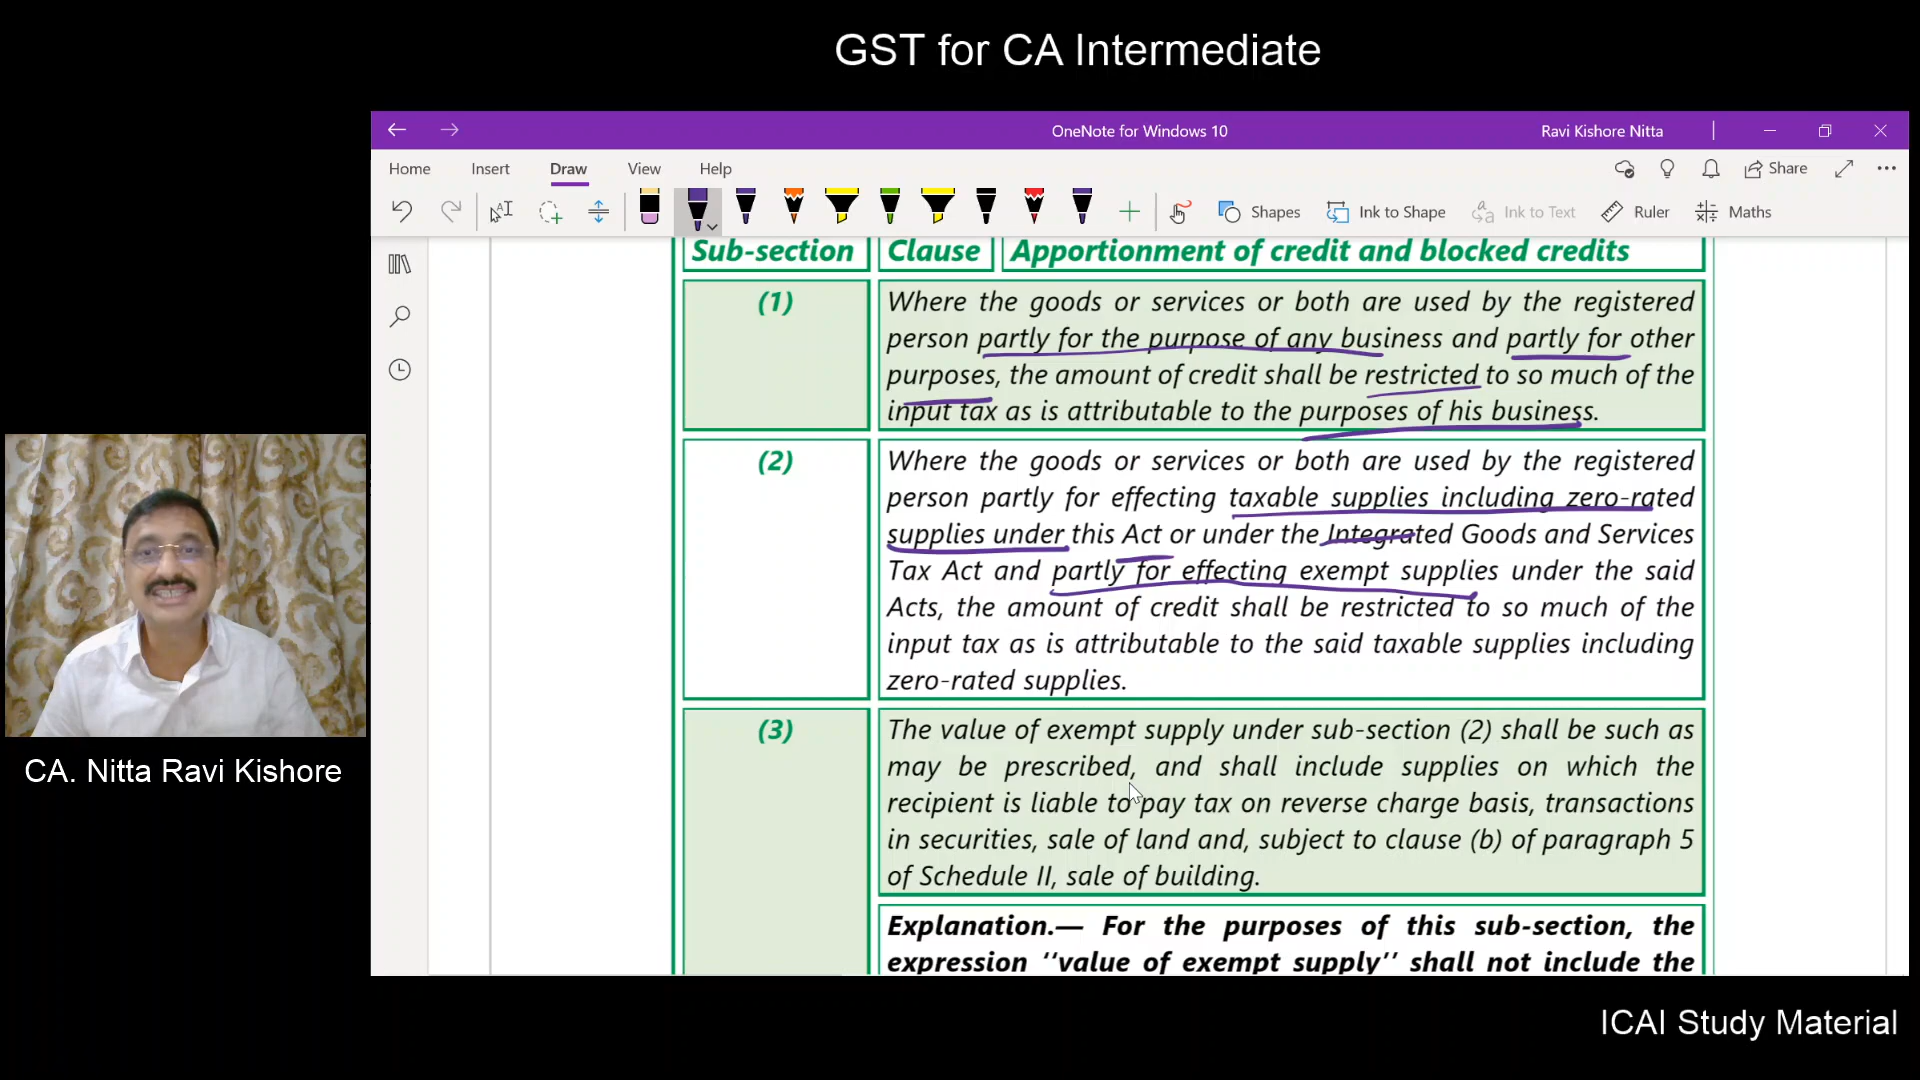 GST for CA Intermediate
OneNote for Windows 10
Ravi Kishore Nitta
Home
Insert
Draw
View
Help
Share
Shapes
Ink to Shape
Ink to Text
Ruler
Maths
Sub-section
Clause
Apportionment of credit and blocked credits
(1)
Where the goods or services or both are used by the registered
person partly for the purpose of any business and partly for other
purposes, the amount of credit shall be restricted to so much of the
input tax as is attributable to the purposes of his business.
(2)
Where the goods or services or both are used by the registered
person partly for effecting taxable supplies including zero-rated
supplies under this Act or under the Integrated Goods and Services
Tax Act and partly for effecting exempt supplies under the said
Acts, the amount of credit shall be restricted to so much of the
input tax as is attributable to the said taxable supplies including
zero-rated supplies.
(3)
The value of exempt supply under sub-section (2) shall be such as
may be prescribed, and shall include supplies on which the
recipient is liable to pay tax on reverse charge basis, transactions
in securities, sale of land and, subject to clause (b) of paragraph 5
of Schedule II, sale of building.
Explanation.— For the purposes of this sub-section, the
expression ‘‘value of exempt supply’’ shall not include the
CA. Nitta Ravi Kishore
ICAI Study Material